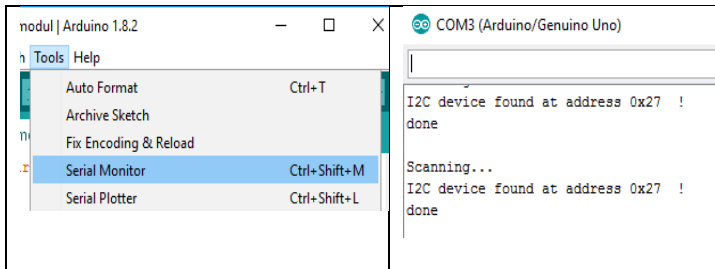 modul | Arduino 1.8.2
Tools Help
Auto Format Ctrl+T
Archive Sketch
Fix Encoding & Reload
Serial Monitor Ctrl+Shift+M
Serial Plotter Ctrl+Shift+L
COM3 (Arduino/Genuino Uno)
I2C device found at address 0x27 !
done
Scanning...
I2C device found at address 0x27 !
done